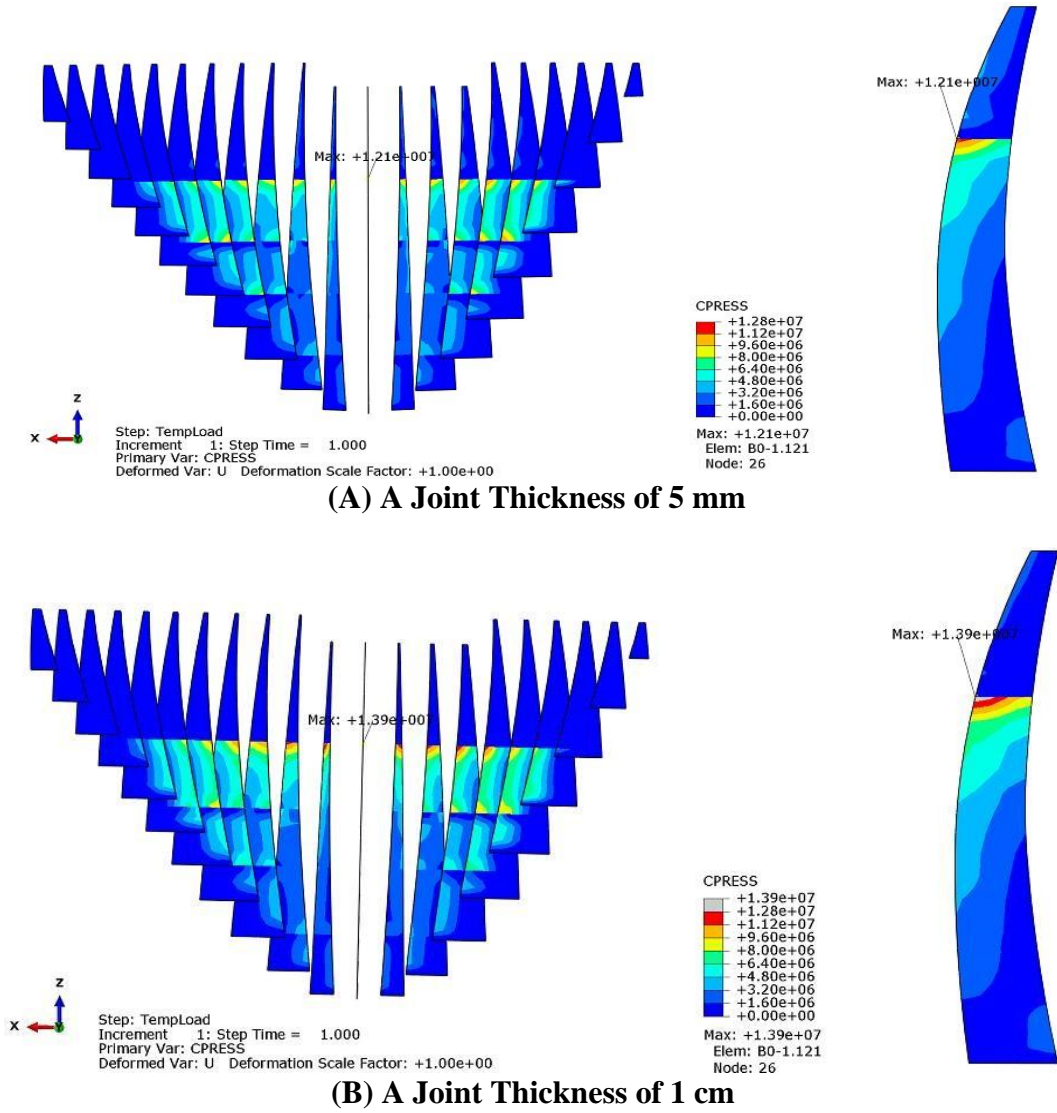 Max: +1.21e+007
Max: +1.21e+007
CPRESS
+1.28e+07
+1.12e+07
+9.60e+06
+8.00e+06
+6.40e+06
+4.80e+06
+3.20e+06
+1.60e+06
+0.00e+00
Max: +1.21e+07
Elem: B0-1.121
Node: 26
Z
X
Y
Step: TempLoad
Increment 1: Step Time = 1.000
Primary Var: CPRESS
Deformed Var: U Deformation Scale Factor: +1.00e+00
(A) A Joint Thickness of 5 mm
Max: +1.39e+007
Max: +1.39e+007
CPRESS
+1.39e+07
+1.28e+07
+1.12e+07
+9.60e+06
+8.00e+06
+6.40e+06
+4.80e+06
+3.20e+06
+1.60e+06
+0.00e+00
Max: +1.39e+07
Elem: B0-1.121
Node: 26
Z
X
Y
Step: TempLoad
Increment 1: Step Time = 1.000
Primary Var: CPRESS
Deformed Var: U Deformation Scale Factor: +1.00e+00
(B) A Joint Thickness of 1 cm